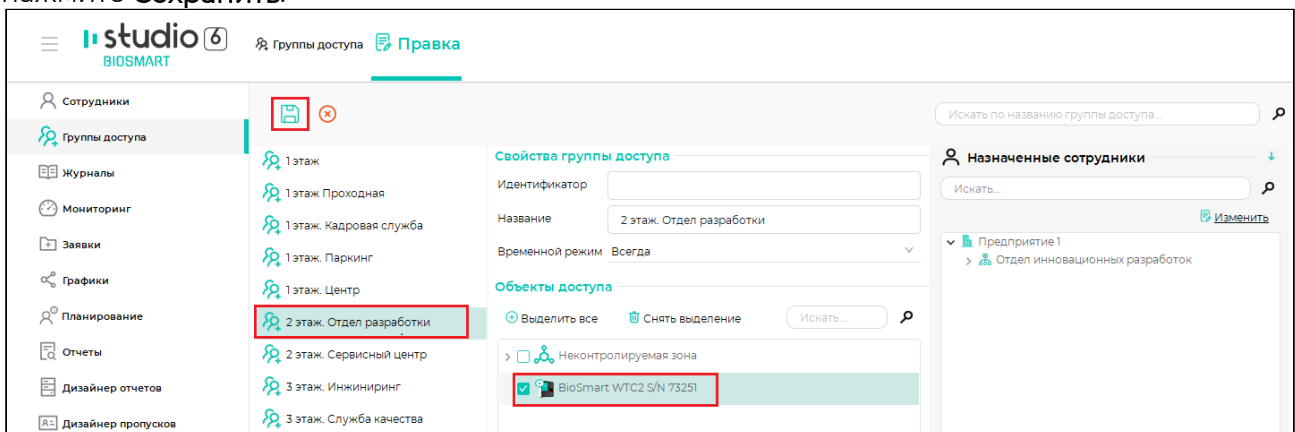 нажмите Сохранить.
studio 6
BIOSMART
Группы доступа
Правка
Сотрудники
Группы доступа
Журналы
Мониторинг
Заявки
Графики
Планирование
Отчеты
Дизайнер отчетов
Дизайнер пропусков
1 этаж
1 этаж Проходная
1 этаж. Кадровая служба
1 этаж. Паркинг
1 этаж. Центр
2 этаж. Отдел разработки
2 этаж. Сервисный центр
3 этаж. Инжиниринг
3 этаж. Служба качества
Свойства группы доступа
Идентификатор
Название 2 этаж. Отдел разработки
Временной режим Всегда
Объекты доступа
Выделить все Снять выделение Искать...
Неконтролируемая зона
BioSmart WTC2 S/N 73251
Искать по названию группы доступа...
Назначенные сотрудники
Искать...
Изменить
Предприятие 1
Отдел инновационных разработок